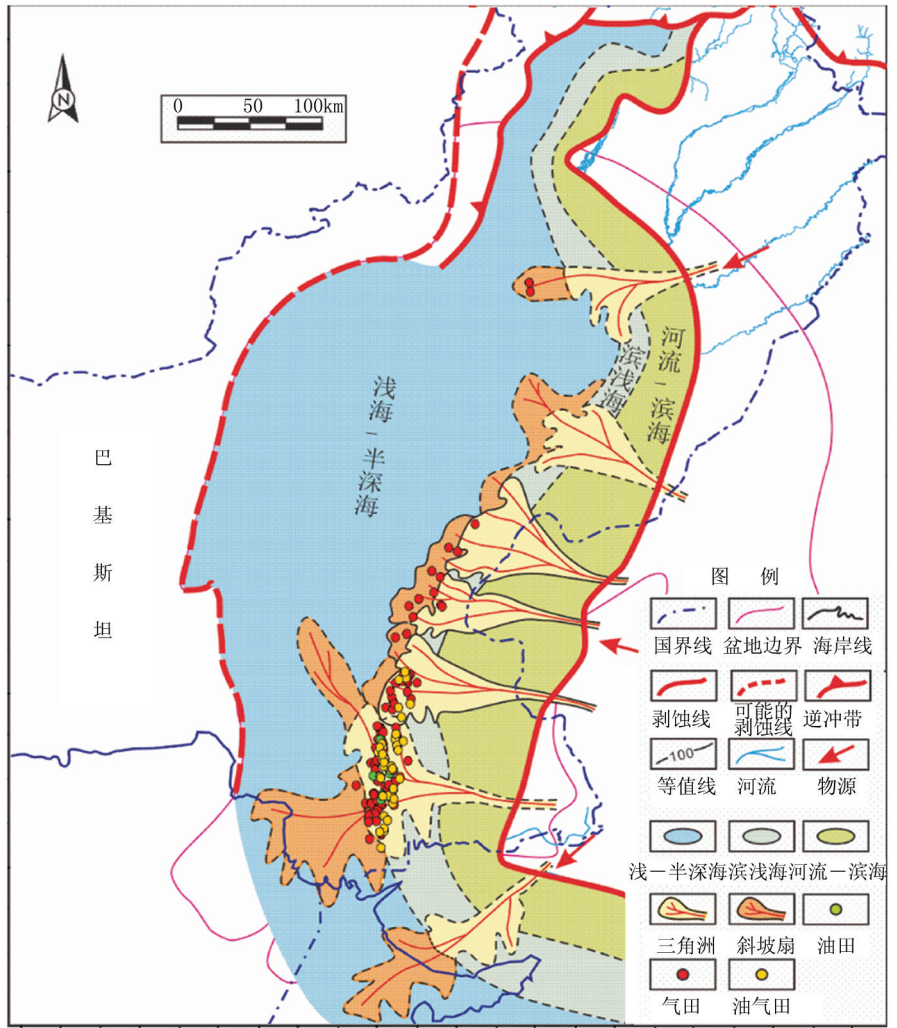 N
0 50 100km
河流-滨海
滨浅海
浅海-半深海
巴基斯坦
图 例
国界线 盆地边界 海岸线
剥蚀线 可能的剥蚀线 逆冲带
100
等值线 河流 物源
浅-半深海 滨浅海 河流-滨海
三角洲 斜坡扇 油田
气田 油气田